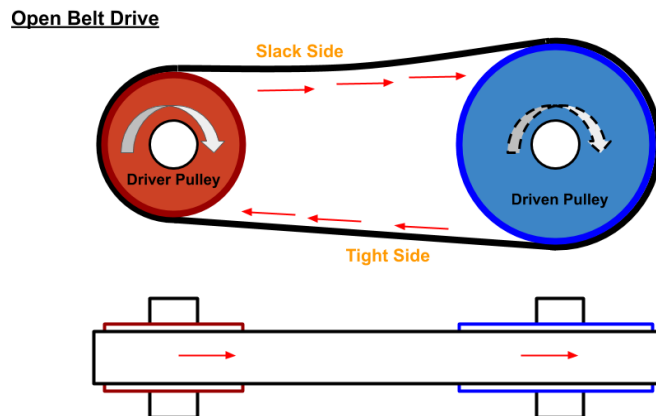 Open Belt Drive
Slack Side
Driver Pulley
Driven Pulley
Tight Side